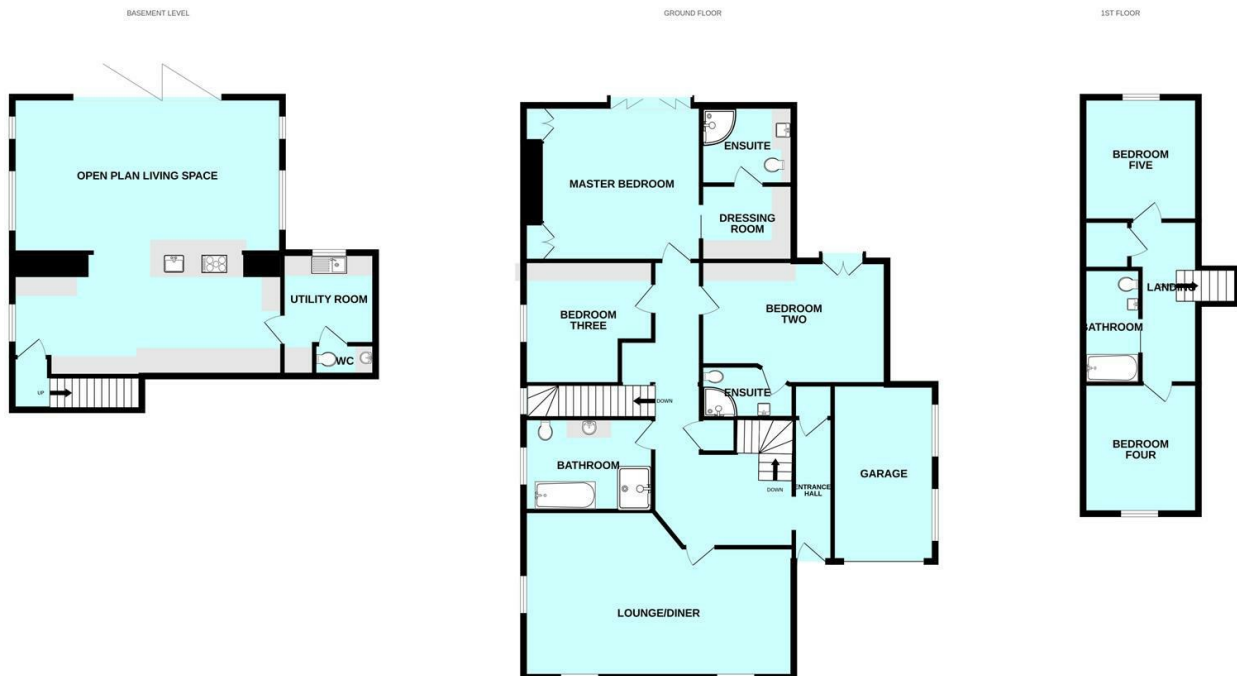 BASEMENT LEVEL
OPEN PLAN LIVING SPACE
UTILITY ROOM
WC
UP
GROUND FLOOR
ENSUITE
MASTER BEDROOM
DRESSING
ROOM
BEDROOM
THREE
BEDROOM
TWO
ENSUITE
DOWN
BATHROOM
DOWN
ENTRANCE
HALL
GARAGE
LOUNGE/DINER
1ST FLOOR
BEDROOM
FIVE
LANDING
BATHROOM
BEDROOM
FOUR